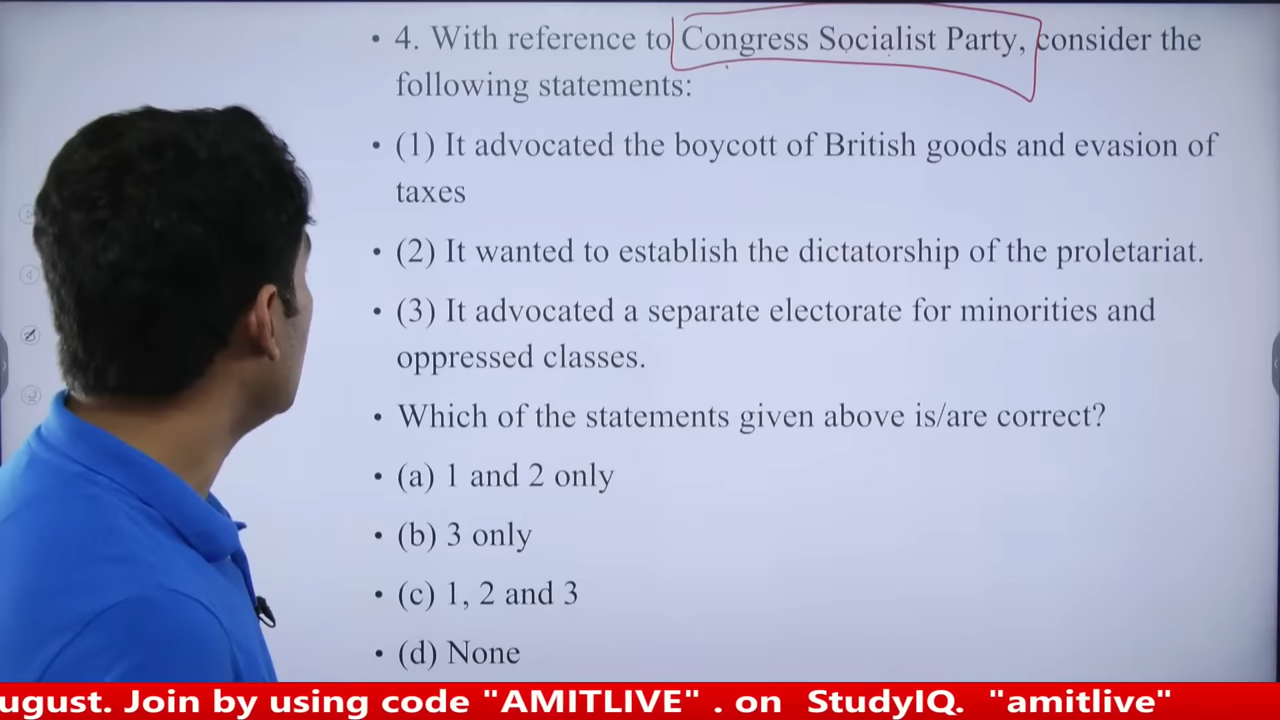 • 4. With reference to Congress Socialist Party, consider the
following statements:
• (1) It advocated the boycott of British goods and evasion of
taxes
• (2) It wanted to establish the dictatorship of the proletariat.
• (3) It advocated a separate electorate for minorities and
oppressed classes.
• Which of the statements given above is/are correct?
• (a) 1 and 2 only
• (b) 3 only
• (c) 1, 2 and 3
• (d) None
ugust. Join by using code "AMITLIVE" . on StudyIQ. "amitlive"